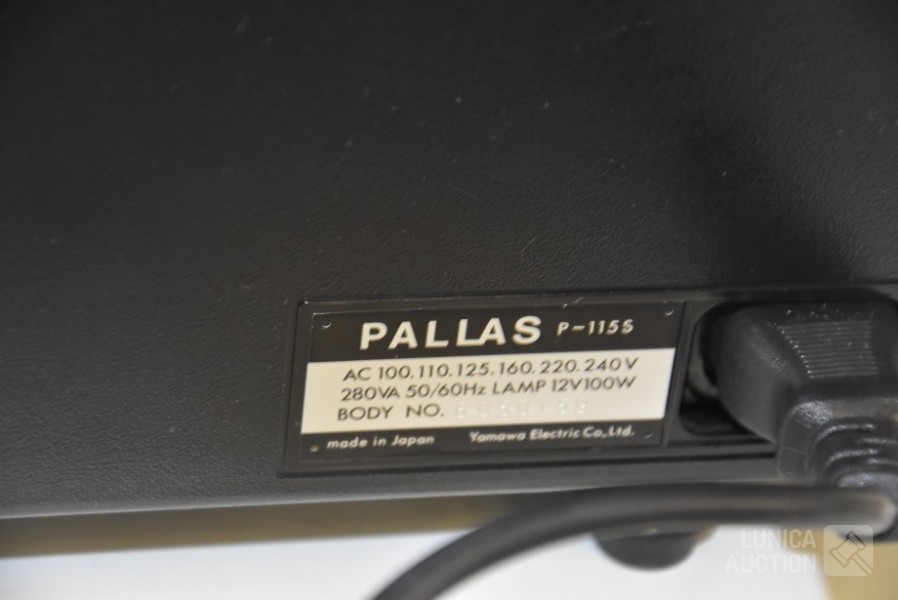 PALLAS P-115S
AC 100.110.125.160.220.240V
280VA 50/60Hz LAMP 12V100W
BODY NO.
made in Japan Yamawa Electric Co., Ltd.
LUNICA
AUCTION